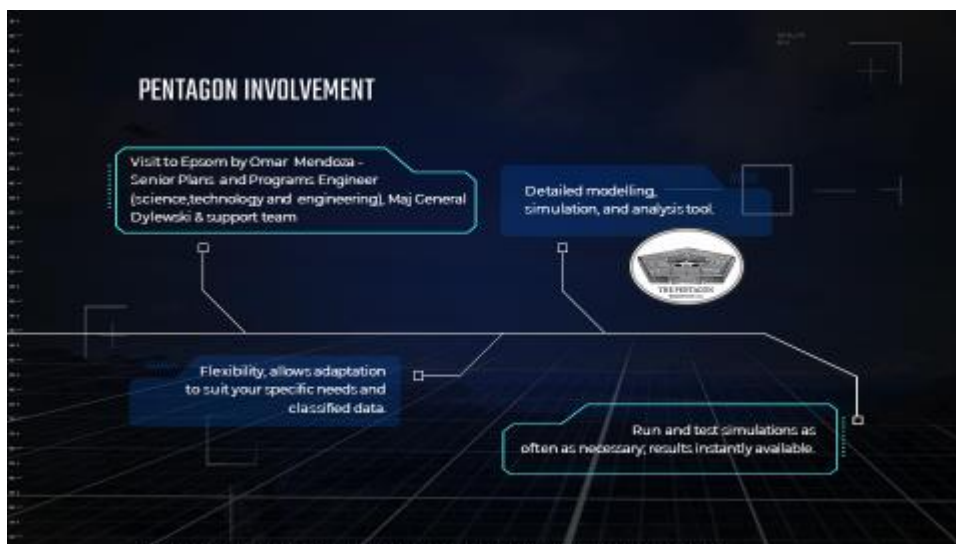 PENTAGON INVOLVEMENT
Visit to Epsom by Omar Mendoza -
Senior Plans and Programs Engineer
(science,technology and engineering), Maj General
Dylewski & support team
Detailed modelling,
simulation, and analysis tool.
THE PENTAGON
Flexibility, allows adaptation
to suit your specific needs and
classified data.
Run and test simulations as
often as necessary; results instantly available.